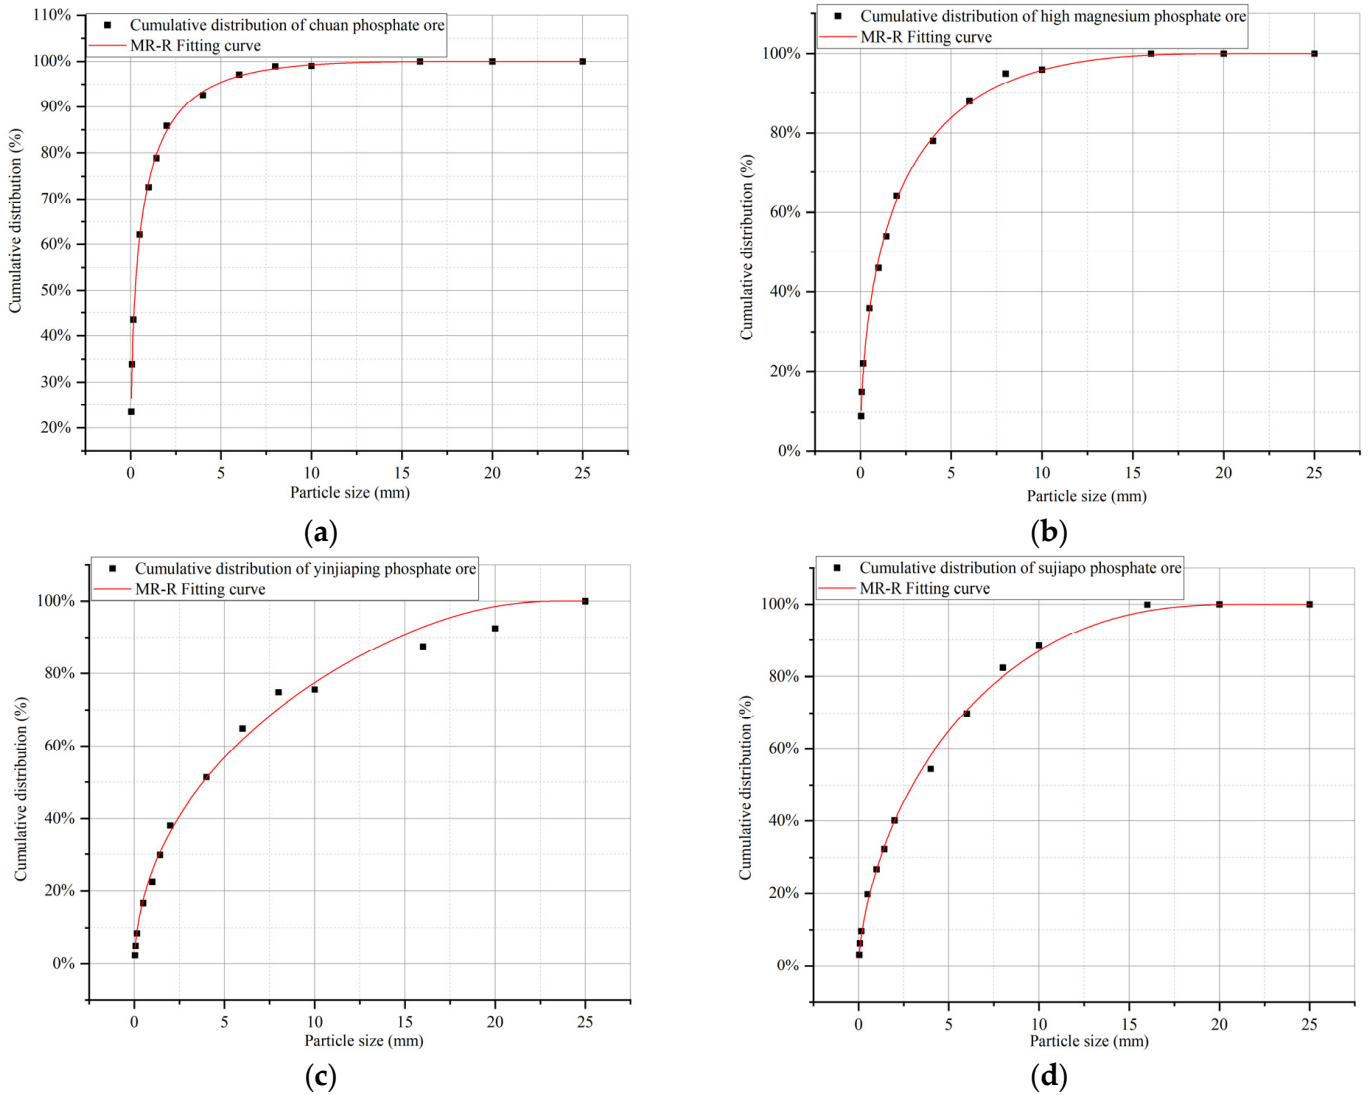 Cumulative distribution of chuan phosphate ore
MR-R Fitting curve
110%
100%
90%
80%
70%
60%
50%
40%
30%
20%
Cumulative distribution (%)
0 5 10 15 20 25
Particle size (mm)
(a)
Cumulative distribution of high magnesium phosphate ore
MR-R Fitting curve
100%
80%
60%
40%
20%
0%
Cumulative distribution (%)
0 5 10 15 20 25
Particle size (mm)
(b)
Cumulative distribution of yinjiaping phosphate ore
MR-R Fitting curve
100%
80%
60%
40%
20%
0%
Cumulative distribution (%)
0 5 10 15 20 25
Particle size (mm)
(c)
Cumulative distribution of sujiapo phosphate ore
MR-R Fitting curve
100%
80%
60%
40%
20%
0%
Cumulative distribution (%)
0 5 10 15 20 25
Particle size (mm)
(d)